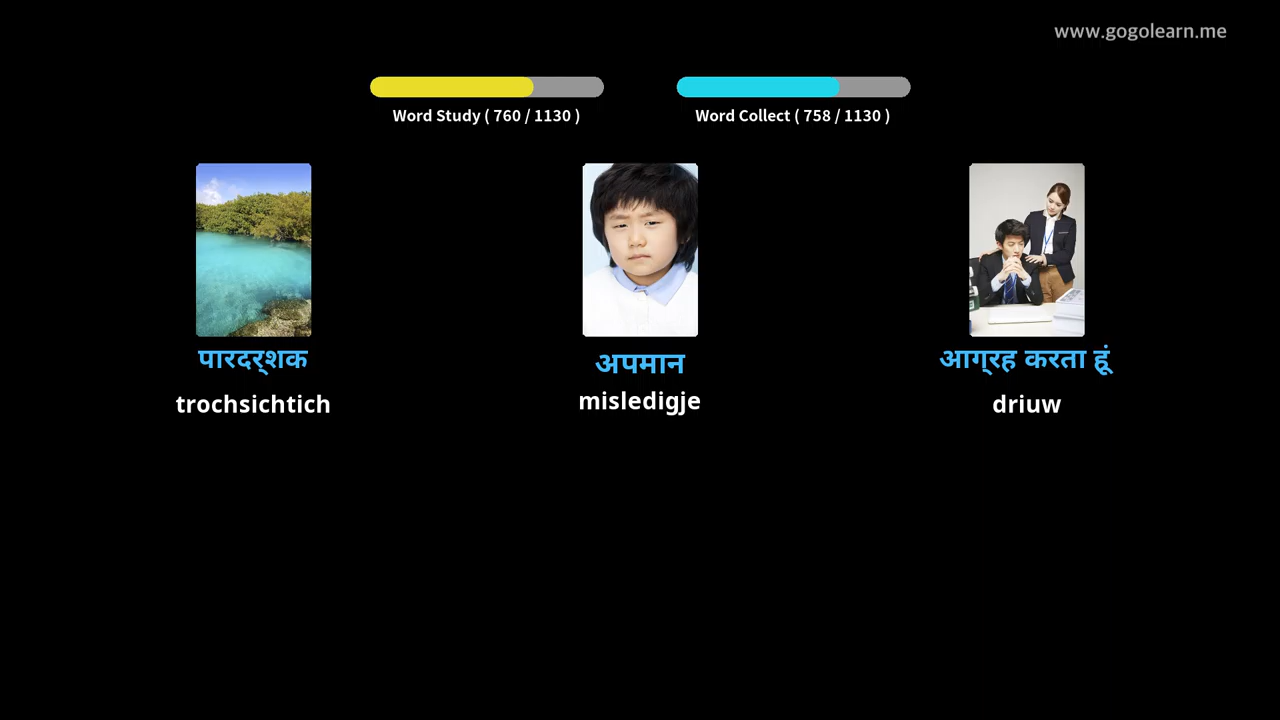 www.gogolearn.me
Word Study ( 760 / 1130 )
Word Collect ( 758 / 1130 )
पारदर्शक
अपमान
आग्रह करता हूं
trochsichtich
misledigje
driuw